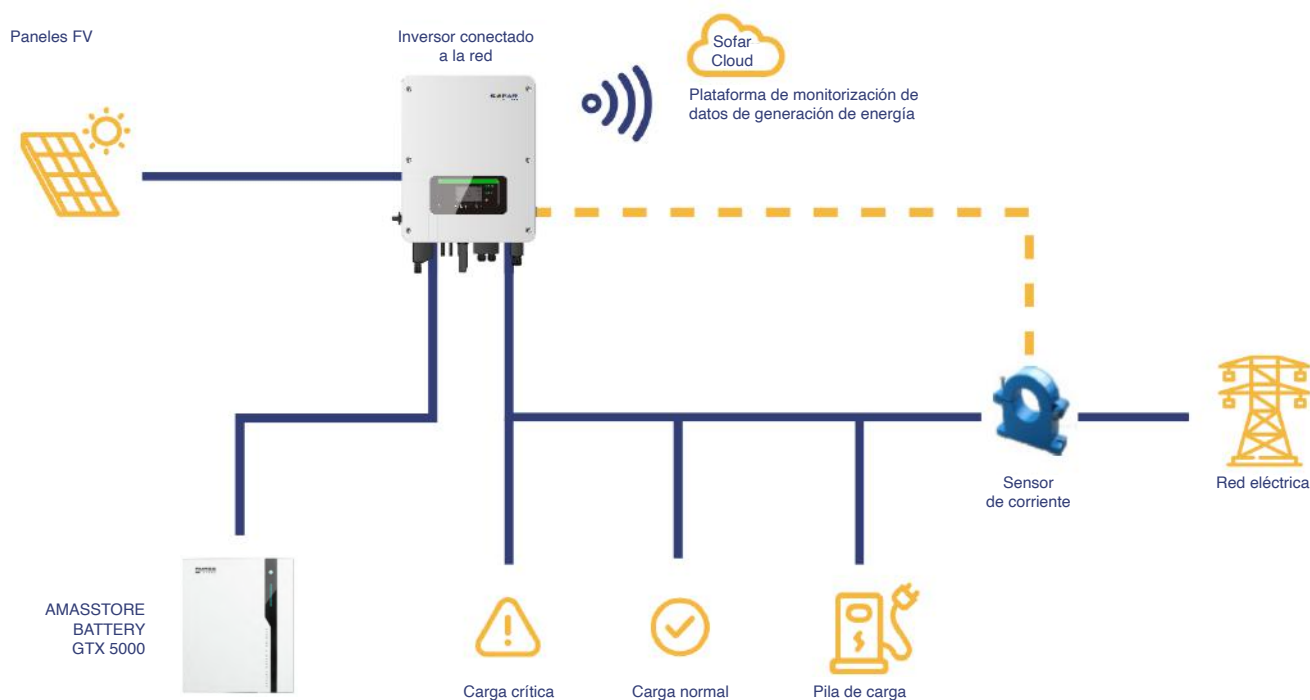 Paneles FV
Inversor conectado
a la red
Sofar
Cloud
Plataforma de monitorización de
datos de generación de energía
SOFAR
Sensor
de corriente
Red eléctrica
AMASSTORE
BATTERY
GTX 5000
Carga crítica
Carga normal
Pila de carga